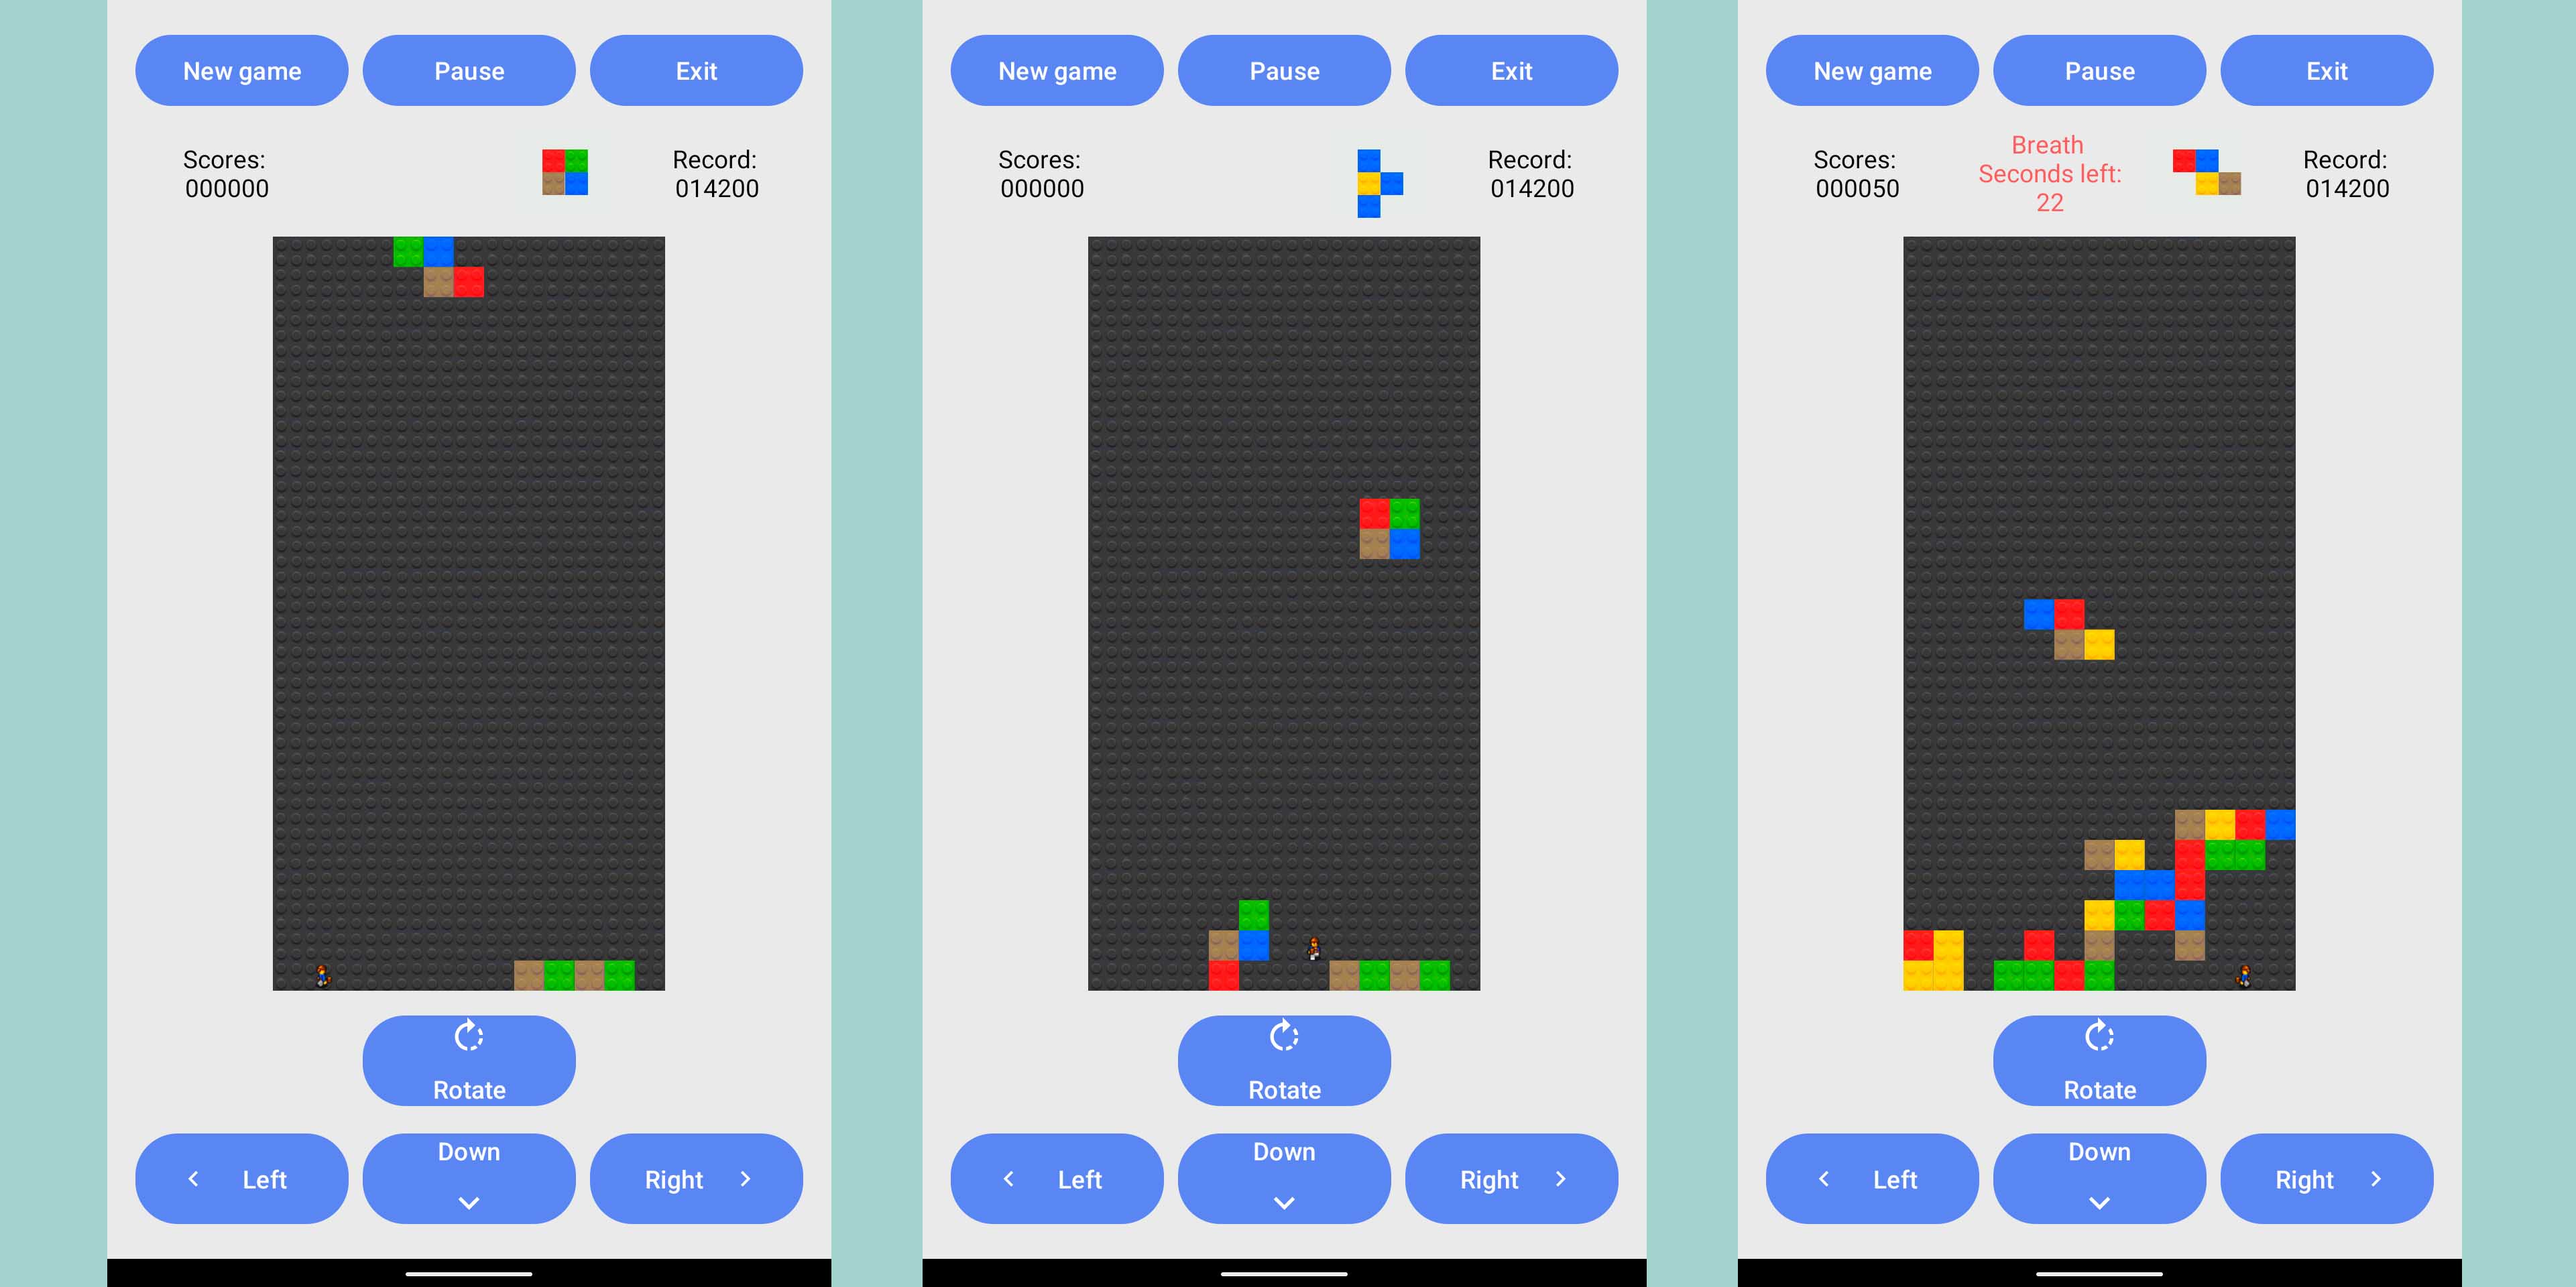 New game
Pause
Exit
Scores:
000000
Record:
014200
Rotate
Left
Down
Right
New game
Pause
Exit
Scores:
000000
Record:
014200
Rotate
Left
Down
Right
New game
Pause
Exit
Scores:
000050
Breath
Seconds left:
22
Record:
014200
Rotate
Left
Down
Right